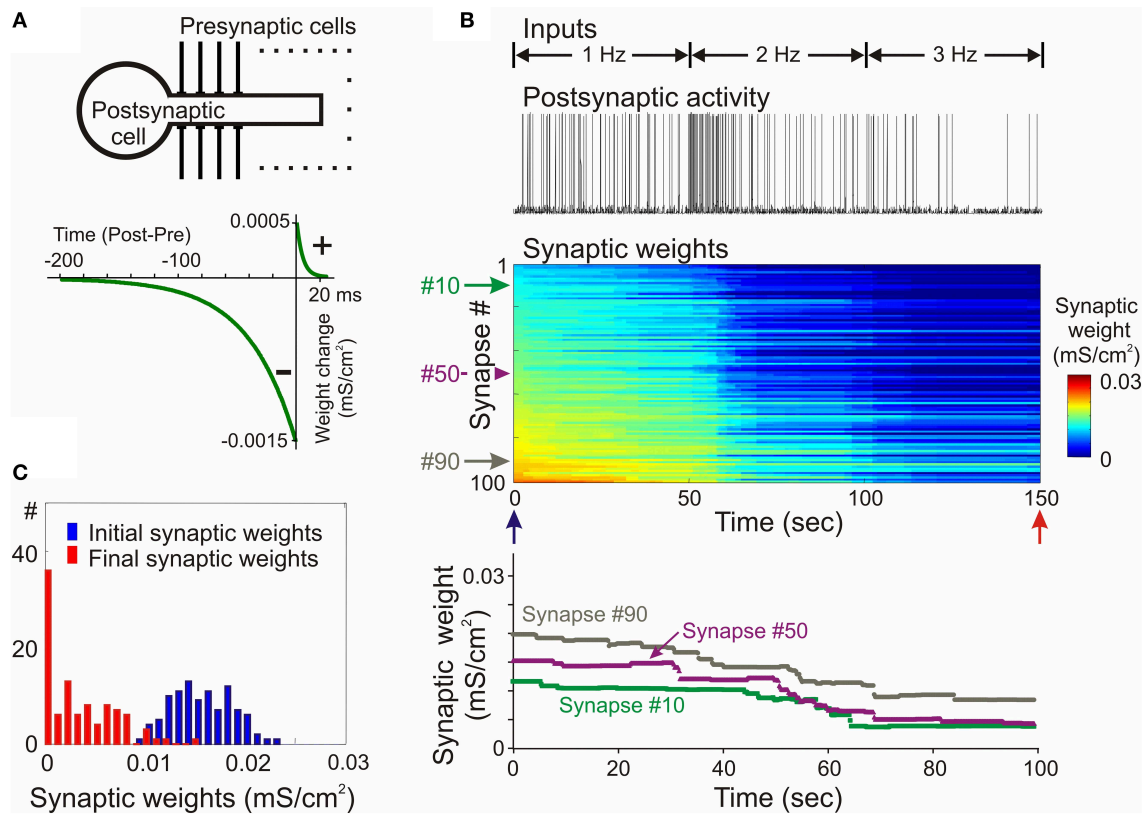 A
Presynaptic cells
Postsynaptic
cell
0.0005
Time (Post-Pre)
-200
-100
+
20 ms
−
Weight change
(mS/cm²)
-0.0015
B
Inputs
1 Hz
2 Hz
3 Hz
Postsynaptic activity
Synaptic weights
1
#10
#50
#90
100
Synapse #
0
50
100
150
Time (sec)
Synaptic
weight
(mS/cm²)
0.03
0
Synaptic weight
(mS/cm²)
0.03
0
Synapse #90
Synapse #50
Synapse #10
0
20
40
60
80
100
Time (sec)
C
#
Initial synaptic weights
Final synaptic weights
40
20
0
0
0.01
0.02
0.03
Synaptic weights (mS/cm²)